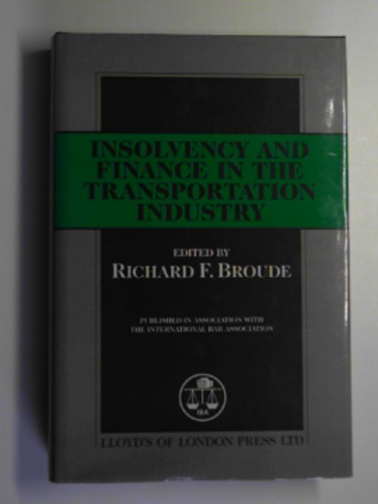 INSOLVENCY AND
FINANCE IN THE
TRANSPORTATION
INDUSTRY
EDITED BY
RICHARD F. BROUDE
PUBLISHED IN ASSOCIATION WITH
THE INTERNATIONAL BAR ASSOCIATION
IBA
LLOYD'S OF LONDON PRESS LTD